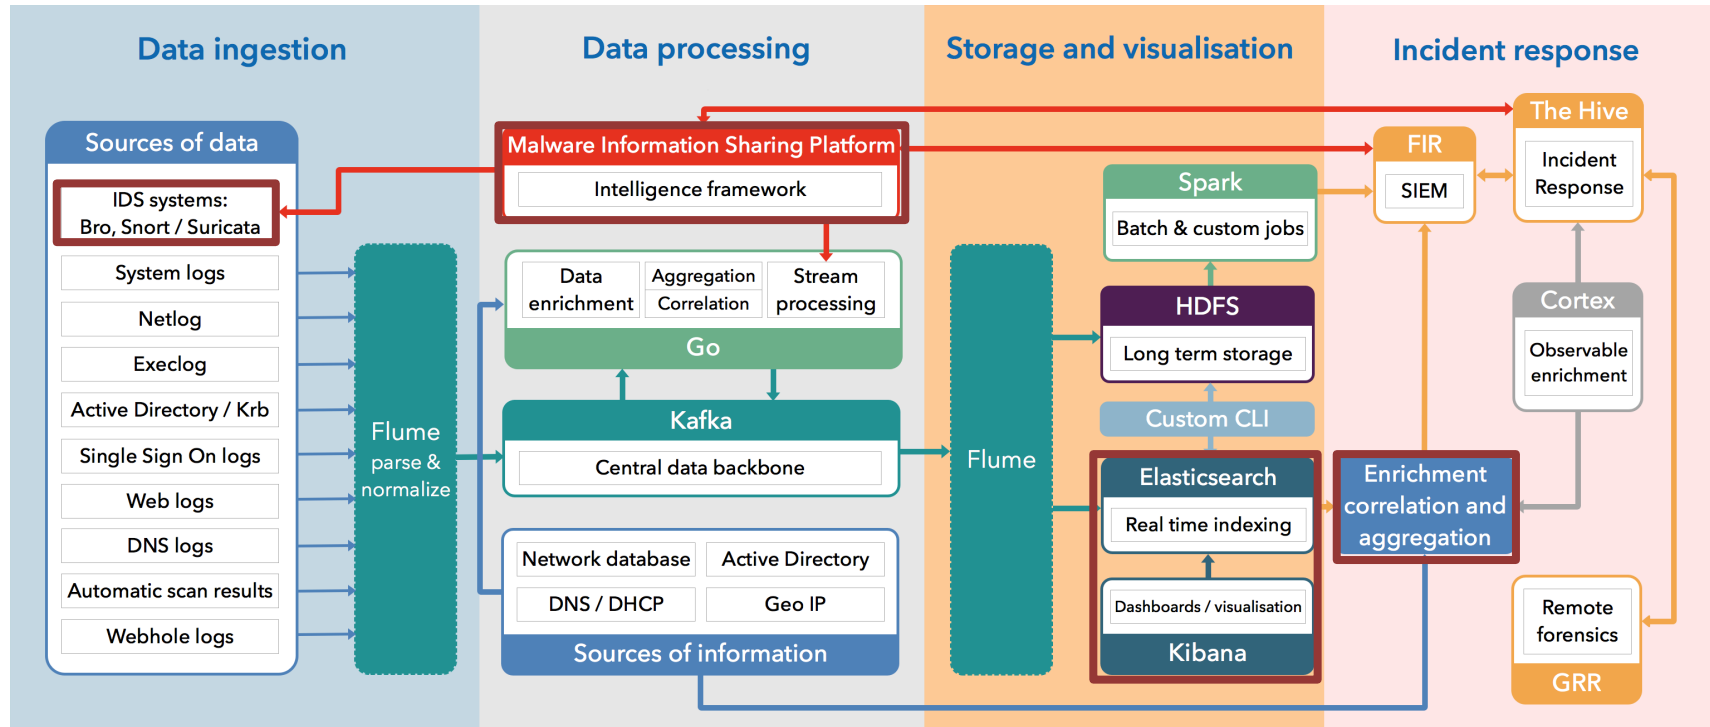 Data ingestion
Data processing
Storage and visualisation
Incident response
Sources of data
IDS systems:
Bro, Snort / Suricata
System logs
Netlog
Execlog
Active Directory / Krb
Single Sign On logs
Web logs
DNS logs
Automatic scan results
Webhole logs
Flume
parse &
normalize
Malware Information Sharing Platform
Intelligence framework
Data
enrichment
Aggregation
Correlation
Stream
processing
Go
Kafka
Central data backbone
Network database
Active Directory
DNS / DHCP
Geo IP
Sources of information
Flume
Spark
Batch & custom jobs
HDFS
Long term storage
Custom CLI
Elasticsearch
Real time indexing
Dashboards / visualisation
Kibana
FIR
SIEM
The Hive
Incident
Response
Cortex
Observable
enrichment
Enrichment
correlation and
aggregation
Remote
forensics
GRR